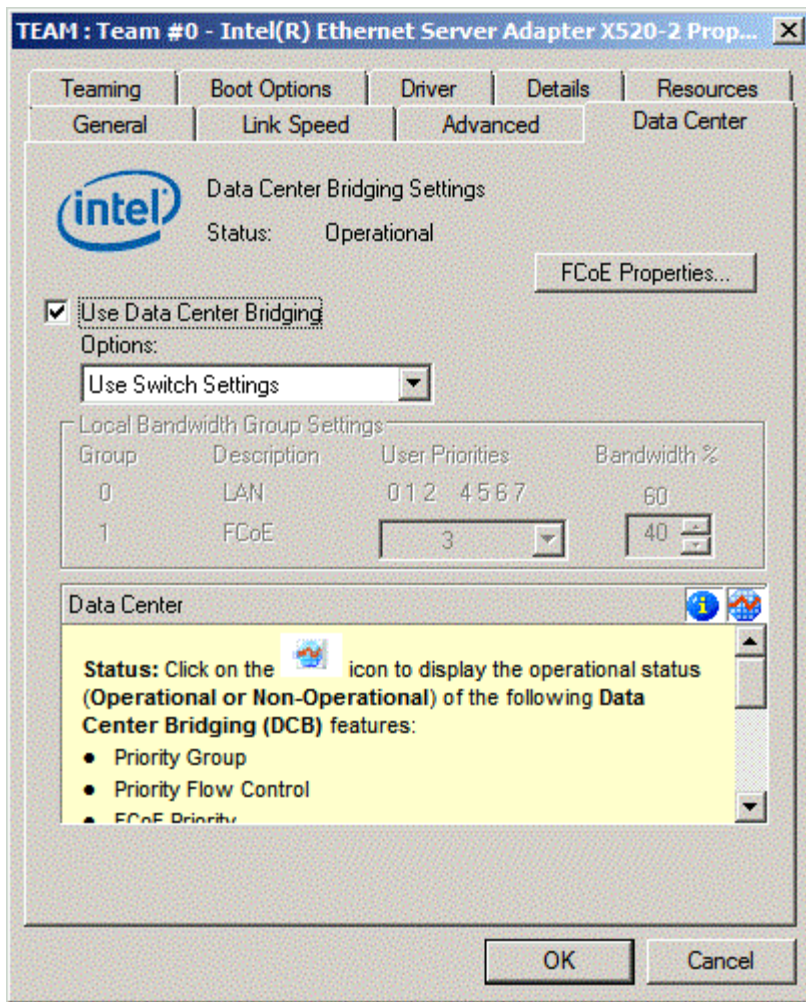 TEAM : Team #0 - Intel(R) Ethernet Server Adapter X520-2 Prop...
Teaming Boot Options Driver Details Resources
General Link Speed Advanced Data Center
intel
Data Center Bridging Settings
Status: Operational
FCoE Properties...
Use Data Center Bridging
Options:
Use Switch Settings
Local Bandwidth Group Settings
Group Description User Priorities Bandwidth %
0 LAN 0 1 2 4 5 6 7 60
1 FCoE 3 40
Data Center
Status: Click on the icon to display the operational status
(Operational or Non-Operational) of the following Data
Center Bridging (DCB) features:
● Priority Group
● Priority Flow Control
● FCoE Priority
OK Cancel